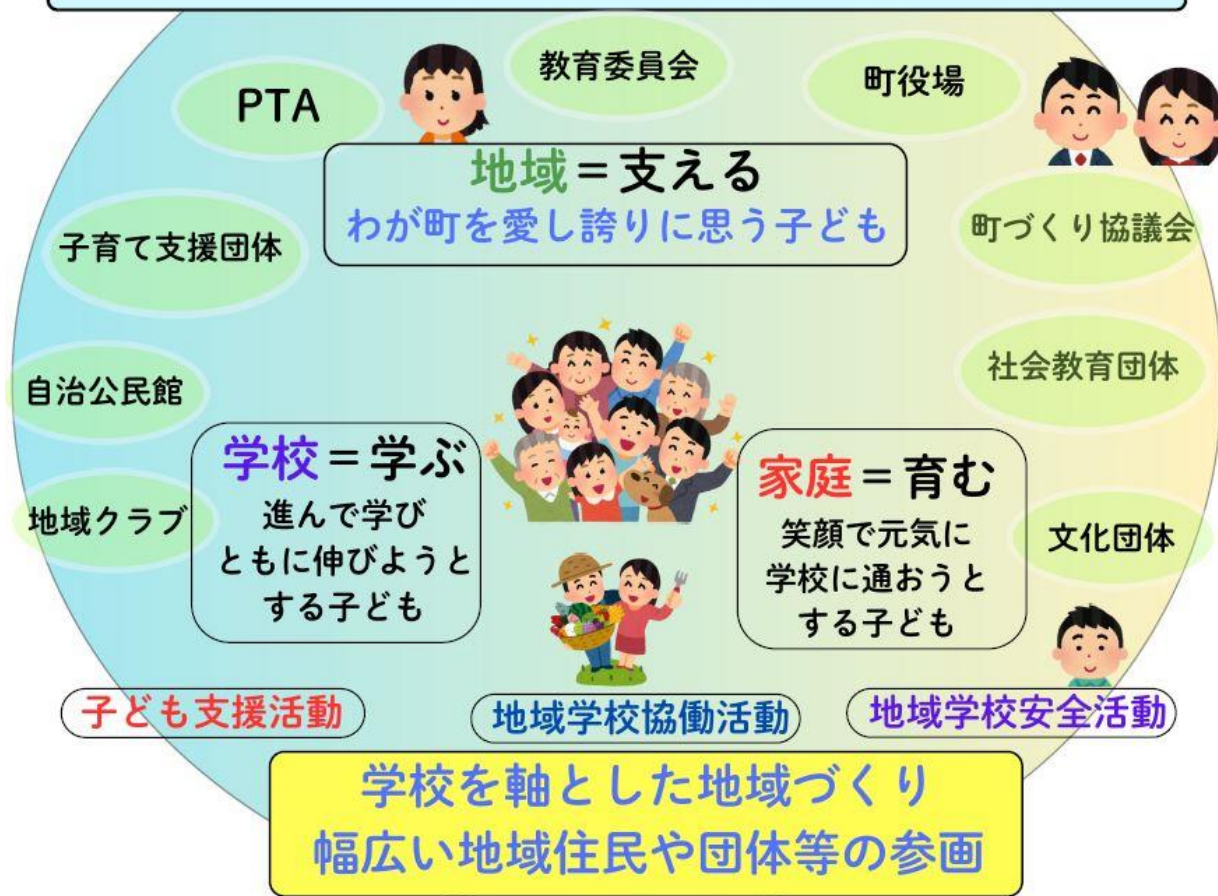 教育委員会
町役場
PTA
地域＝支える
わが町を愛し誇りに思う子ども
子育て支援団体
町づくり協議会
自治公民館
社会教育団体
学校＝学ぶ
進んで学び
ともに伸びようと
する子ども
家庭＝育む
笑顔で元気に
学校に通おうと
する子ども
地域クラブ
文化団体
子ども支援活動
地域学校協働活動
地域学校安全活動
学校を軸とした地域づくり
幅広い地域住民や団体等の参画